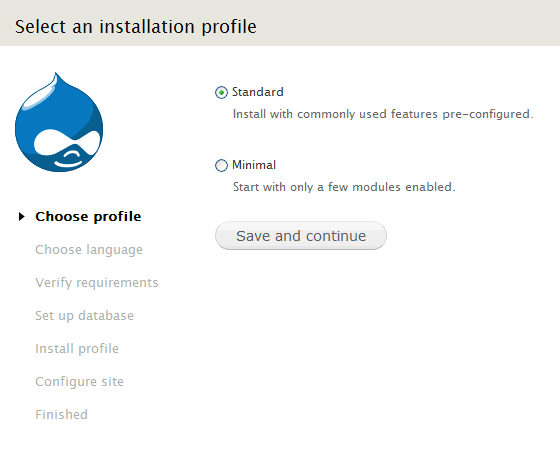 Select an installation profile
Standard
Install with commonly used features pre-configured.
Minimal
Start with only a few modules enabled.
Save and continue
Choose profile
Choose language
Verify requirements
Set up database
Install profile
Configure site
Finished